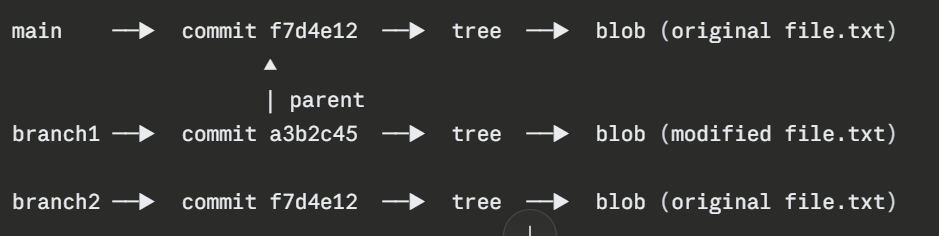 main ──▶ commit f7d4e12 ──▶ tree ──▶ blob (original file.txt)
▲
| parent
branch1 ──▶ commit a3b2c45 ──▶ tree ──▶ blob (modified file.txt)
branch2 ──▶ commit f7d4e12 ──▶ tree ──▶ blob (original file.txt)